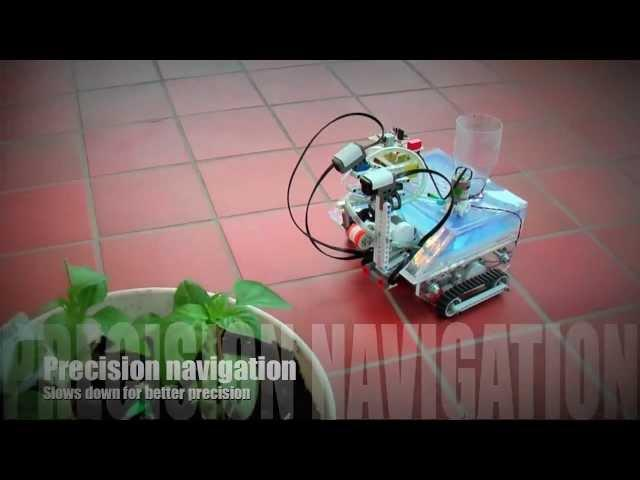 PRECISION NAVIGATION
Precision navigation
Slows down for better precision